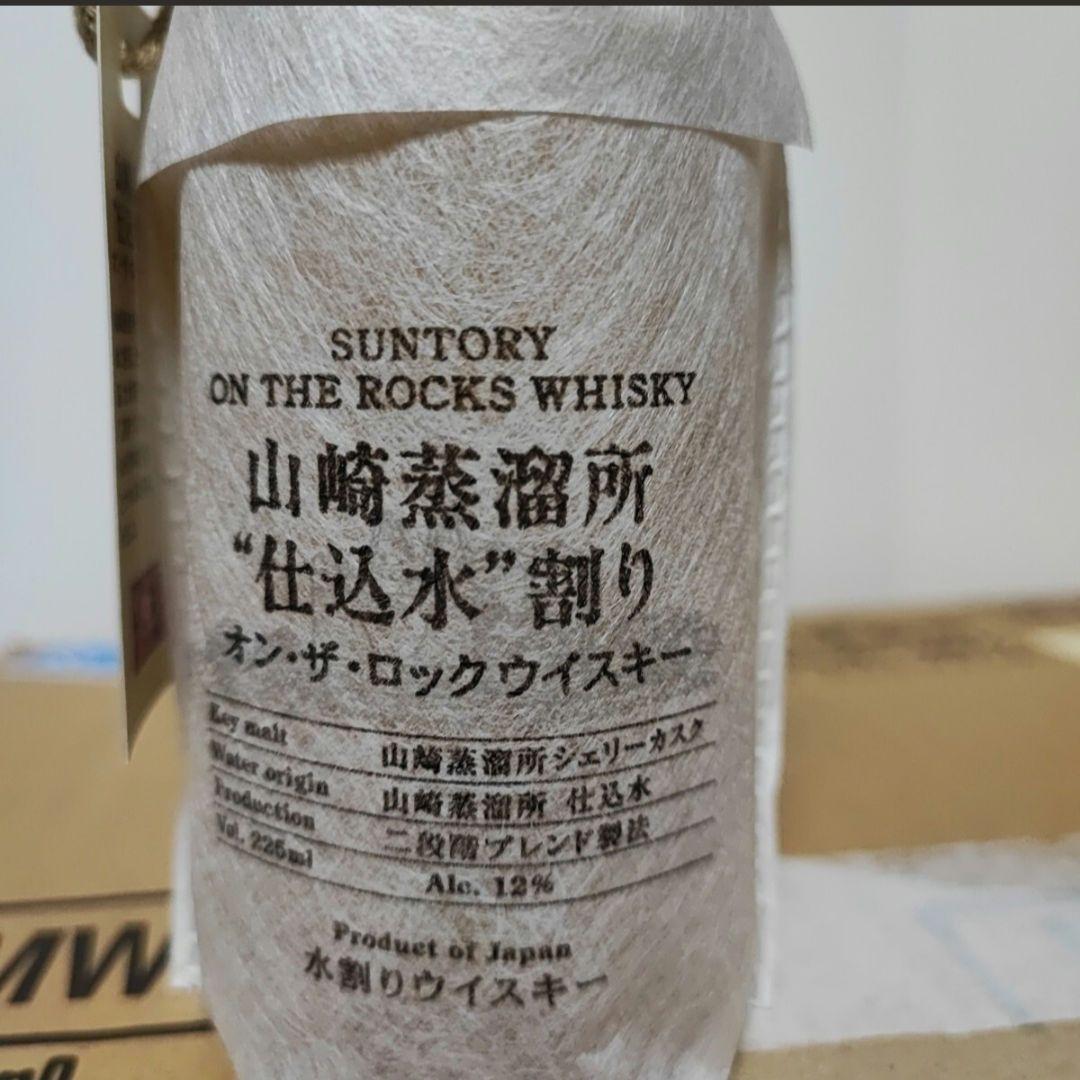 SUNTORY
ON THE ROCKS WHISKY
山崎蒸溜所
“仕込水”割り
オン・ザ・ロックウイスキー
Key malt 山崎蒸溜所シェリーカスク
Water origin 山崎蒸溜所 仕込水
Production 二段階ブレンド製法
Vol. 225ml Alc. 12%
Product of Japan
水割りウイスキー
MW